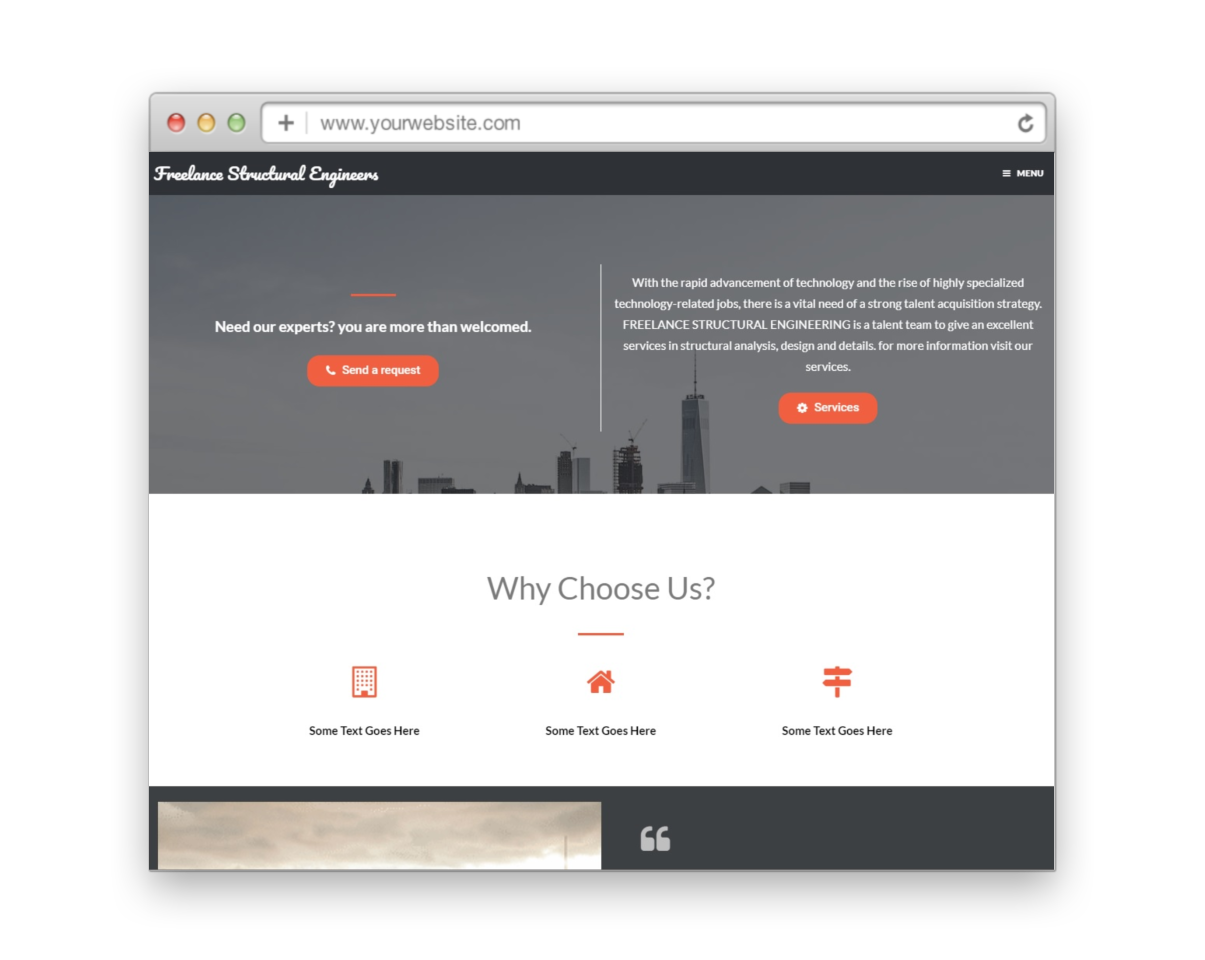 www.yourwebsite.com
Freelance Structural Engineers
MENU
Need our experts? you are more than welcomed.
Send a request
With the rapid advancement of technology and the rise of highly specialized
technology-related jobs, there is a vital need of a strong talent acquisition strategy.
FREELANCE STRUCTURAL ENGINEERING is a talent team to give an excellent
services in structural analysis, design and details. for more information visit our
services.
Services
Why Choose Us?
Some Text Goes Here
Some Text Goes Here
Some Text Goes Here
“